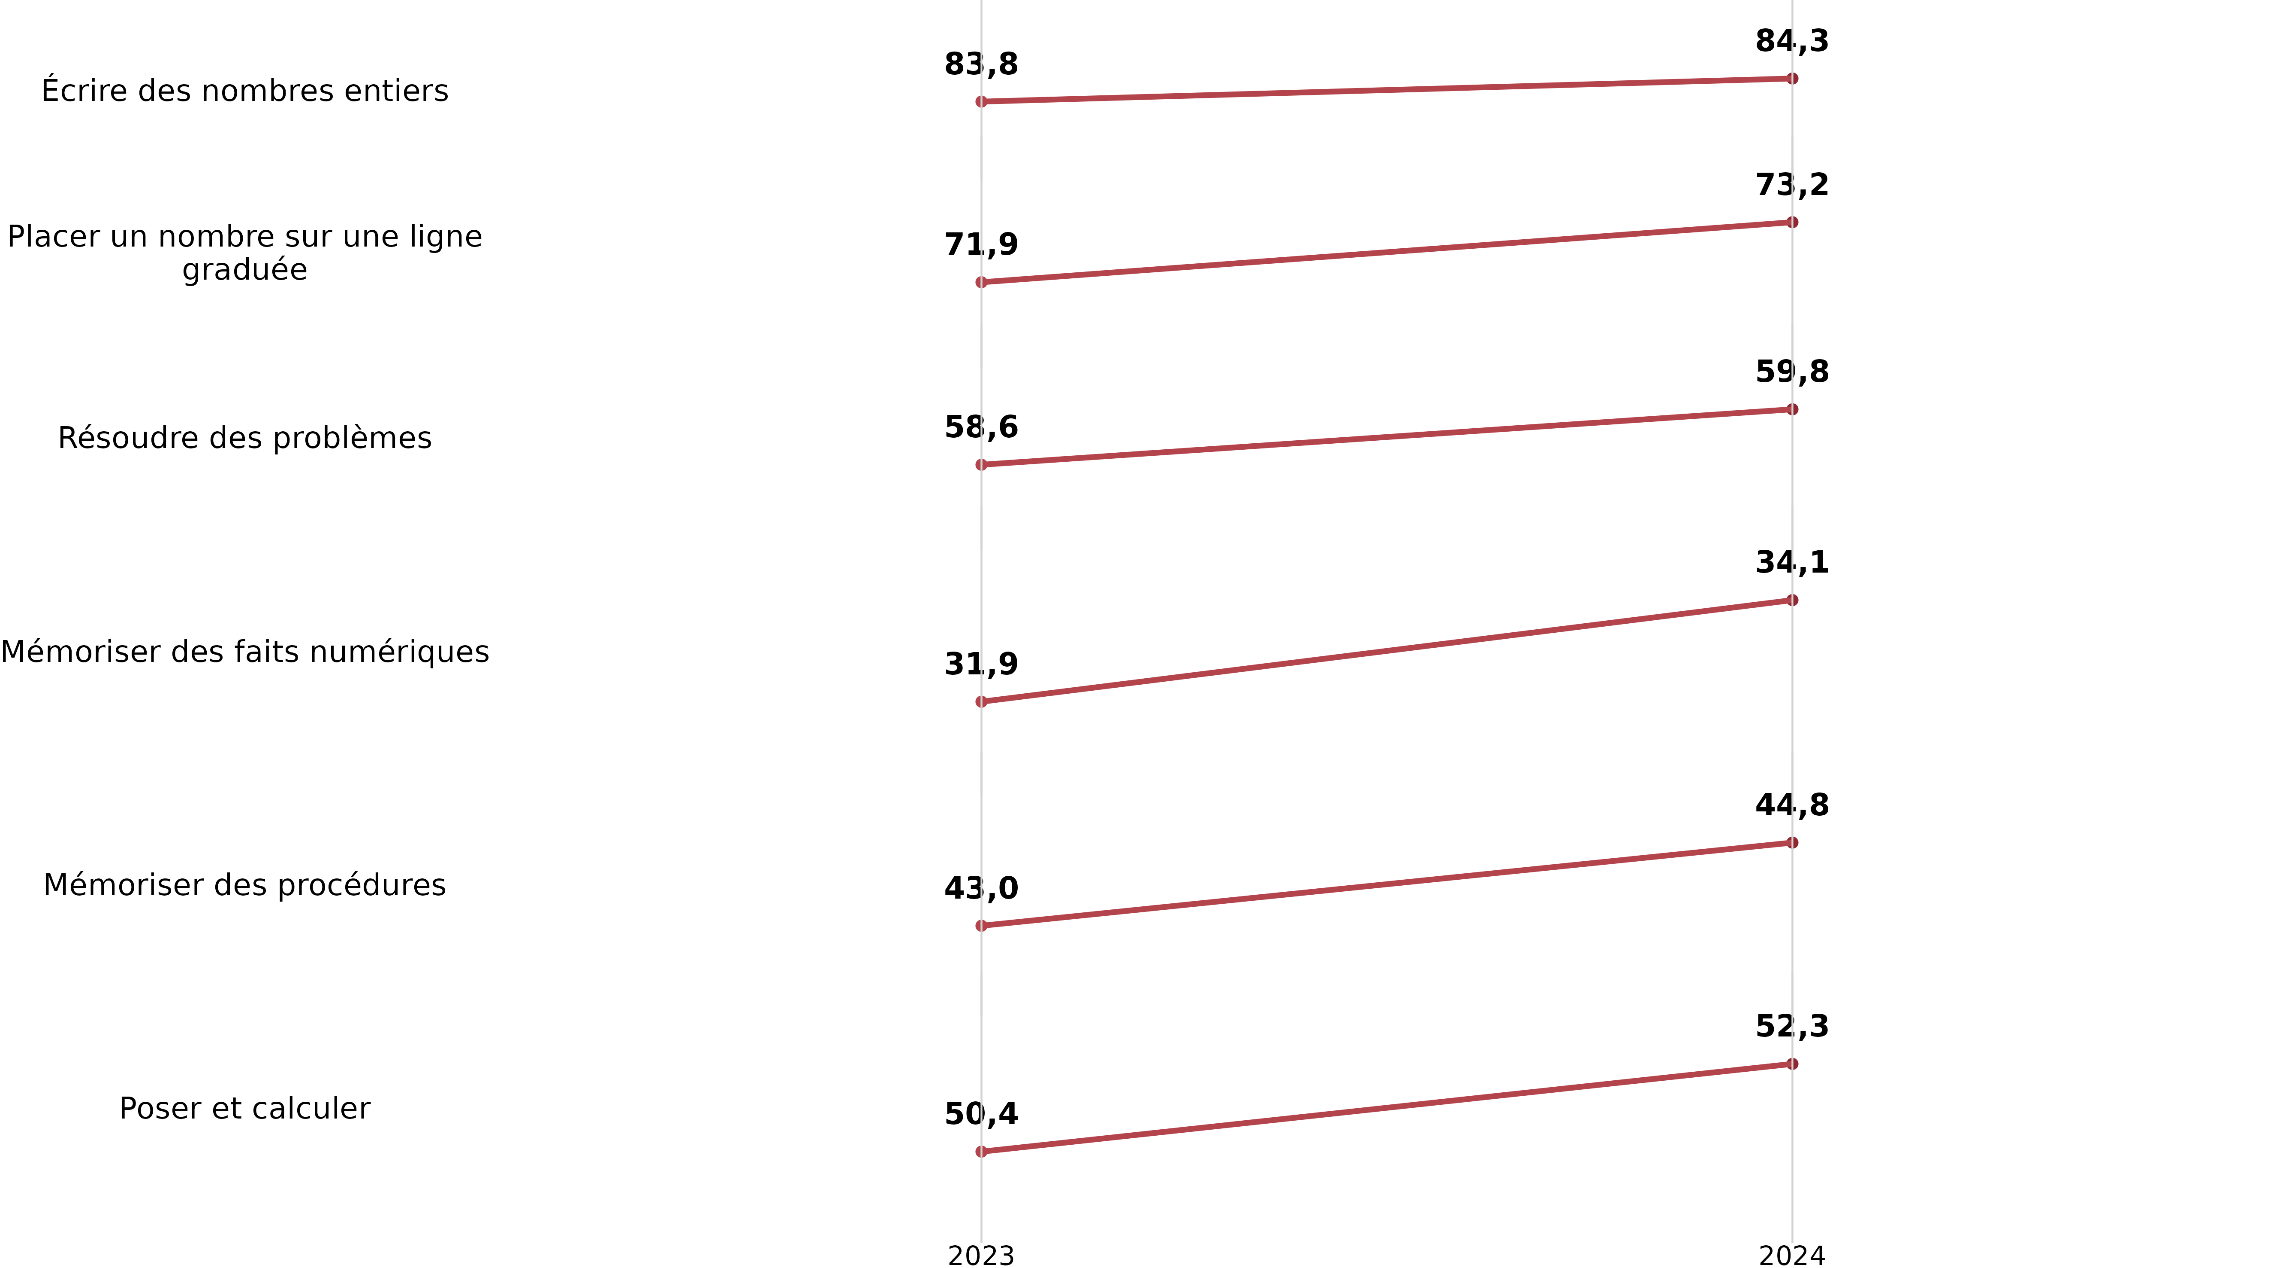 84,3
83,8
Écrire des nombres entiers
73,2
Placer un nombre sur une ligne
graduée
71,9
59,8
58,6
Résoudre des problèmes
34,1
Mémoriser des faits numériques
31,9
44,8
Mémoriser des procédures
43,0
52,3
Poser et calculer
50,4
2023
2024